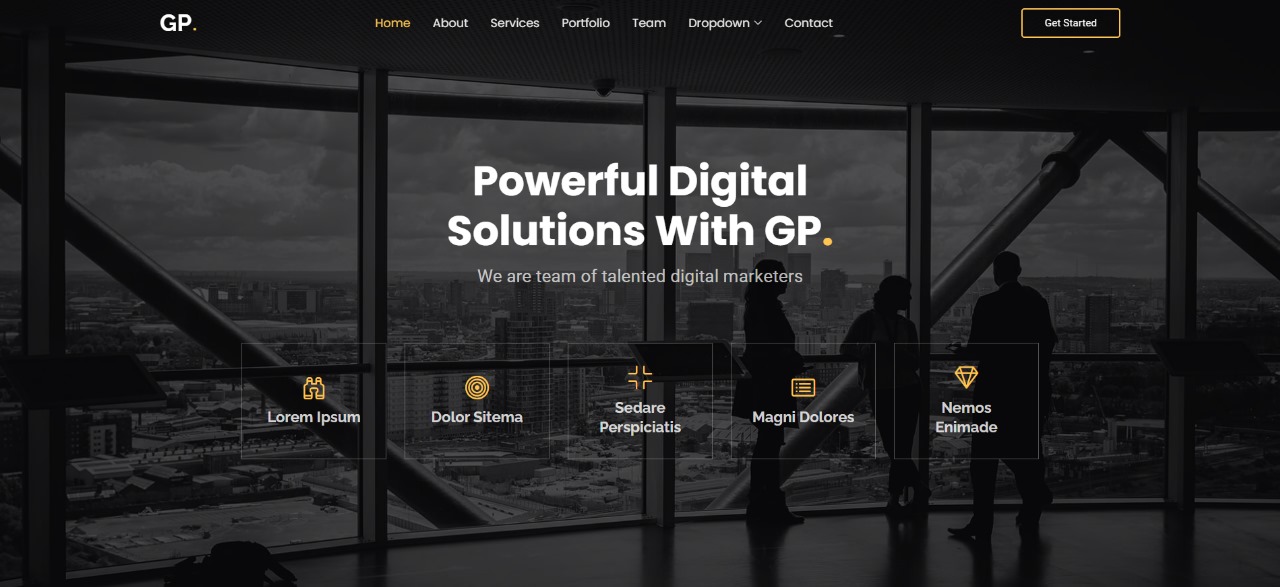 GP.
Home About Services Portfolio Team Dropdown Contact
Get Started
Powerful Digital
Solutions With GP.
We are team of talented digital marketers
Lorem Ipsum
Dolor Sitema
Sedare
Perspiciatis
Magni Dolores
Nemos
Enimade